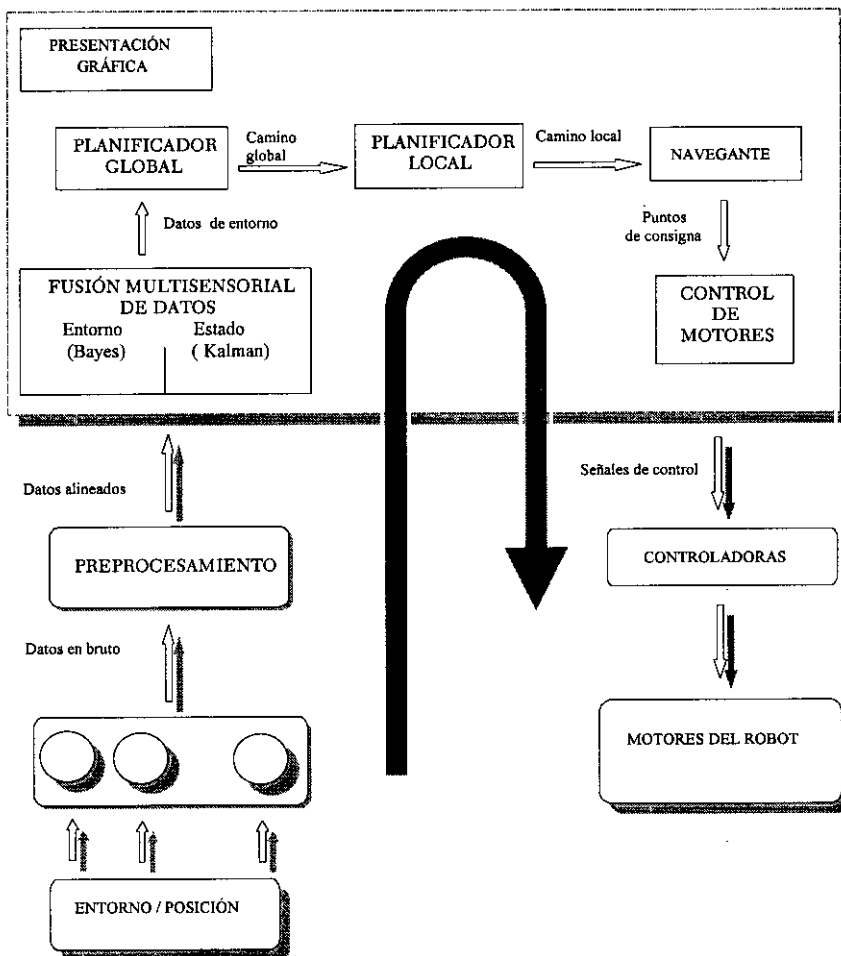 PRESENTACIÓN
GRÁFICA
PLANIFICADOR
GLOBAL
Camino
global
PLANIFICADOR
LOCAL
Camino local
NAVEGANTE
Datos de entorno
Puntos
de consigna
FUSIÓN MULTISENSORIAL
DE DATOS
Entorno
(Bayes)
Estado
( Kalman)
CONTROL
DE
MOTORES
Datos alineados
Señales de control
PREPROCESAMIENTO
CONTROLADORAS
Datos en bruto
MOTORES DEL ROBOT
ENTORNO / POSICIÓN